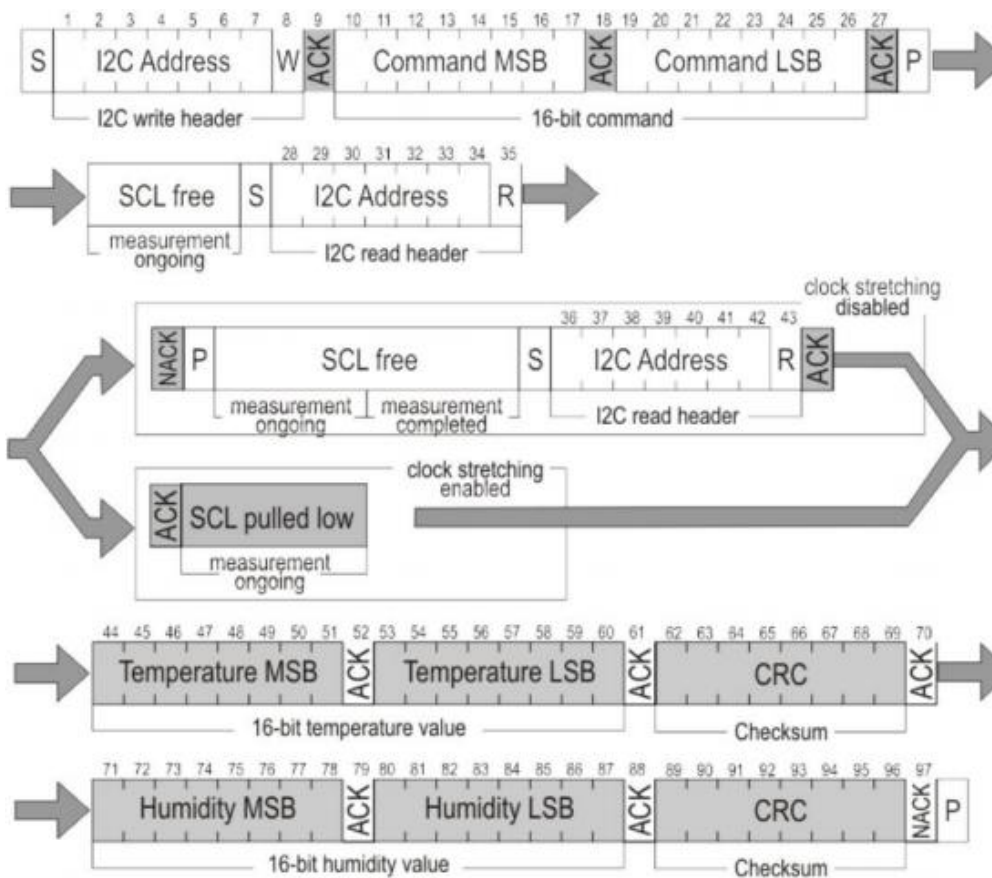 1 2 3 4 5 6 7 8 9 10 11 12 13 14 15 16 17 18 19 20 21 22 23 24 25 26 27
S I2C Address W ACK Command MSB ACK Command LSB ACK P
I2C write header 16-bit command
28 29 30 31 32 33 34 35
SCL free S I2C Address R
measurement
ongoing
I2C read header
clock stretching
disabled
36 37 38 39 40 41 42 43
NACK P SCL free S I2C Address R ACK
measurement measurement
ongoing completed
I2C read header
clock stretching
enabled
ACK SCL pulled low
measurement
ongoing
44 45 46 47 48 49 50 51 52 53 54 55 56 57 58 59 60 61 62 63 64 65 66 67 68 69 70
Temperature MSB ACK Temperature LSB ACK CRC ACK
16-bit temperature value Checksum
71 72 73 74 75 76 77 78 79 80 81 82 83 84 85 86 87 88 89 90 91 92 93 94 95 96 97
Humidity MSB ACK Humidity LSB ACK CRC NACK P
16-bit humidity value Checksum